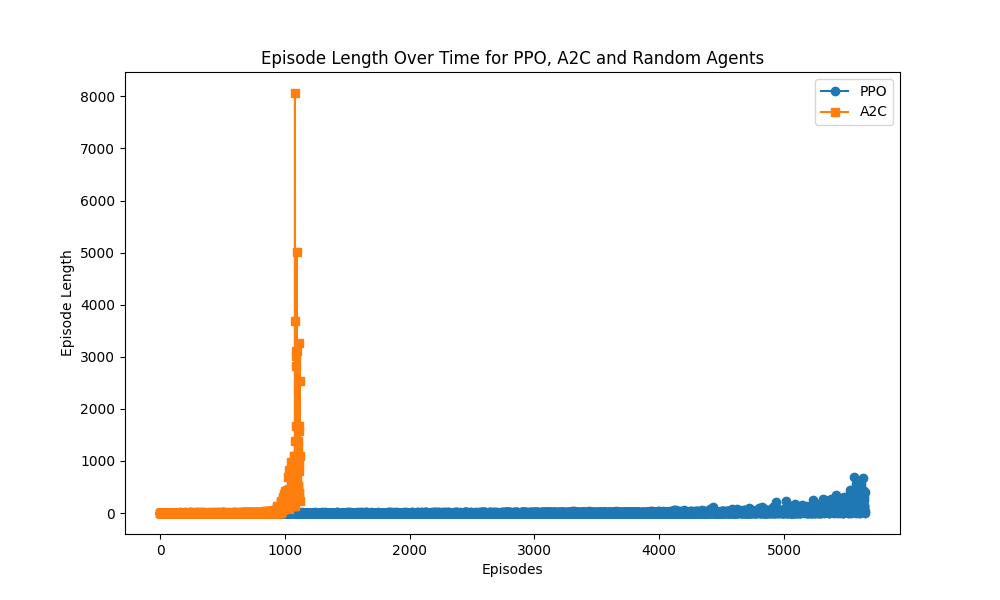 Episode Length Over Time for PPO, A2C and Random Agents
PPO
A2C
8000
7000
6000
5000
4000
3000
2000
1000
0
Episode Length
0 1000 2000 3000 4000 5000
Episodes